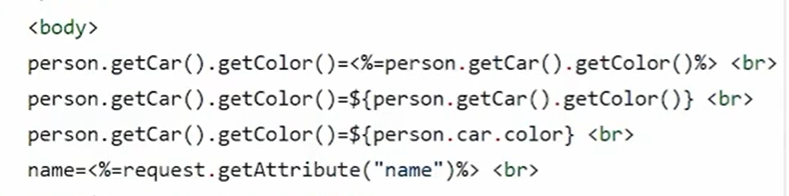 <body>
person.getCar().getColor()=<%=person.getCar().getColor()%> <br>
person.getCar().getColor()=${person.getCar().getColor()} <br>
person.getCar().getColor()=${person.car.color} <br>
name=<%=request.getAttribute("name")%> <br>